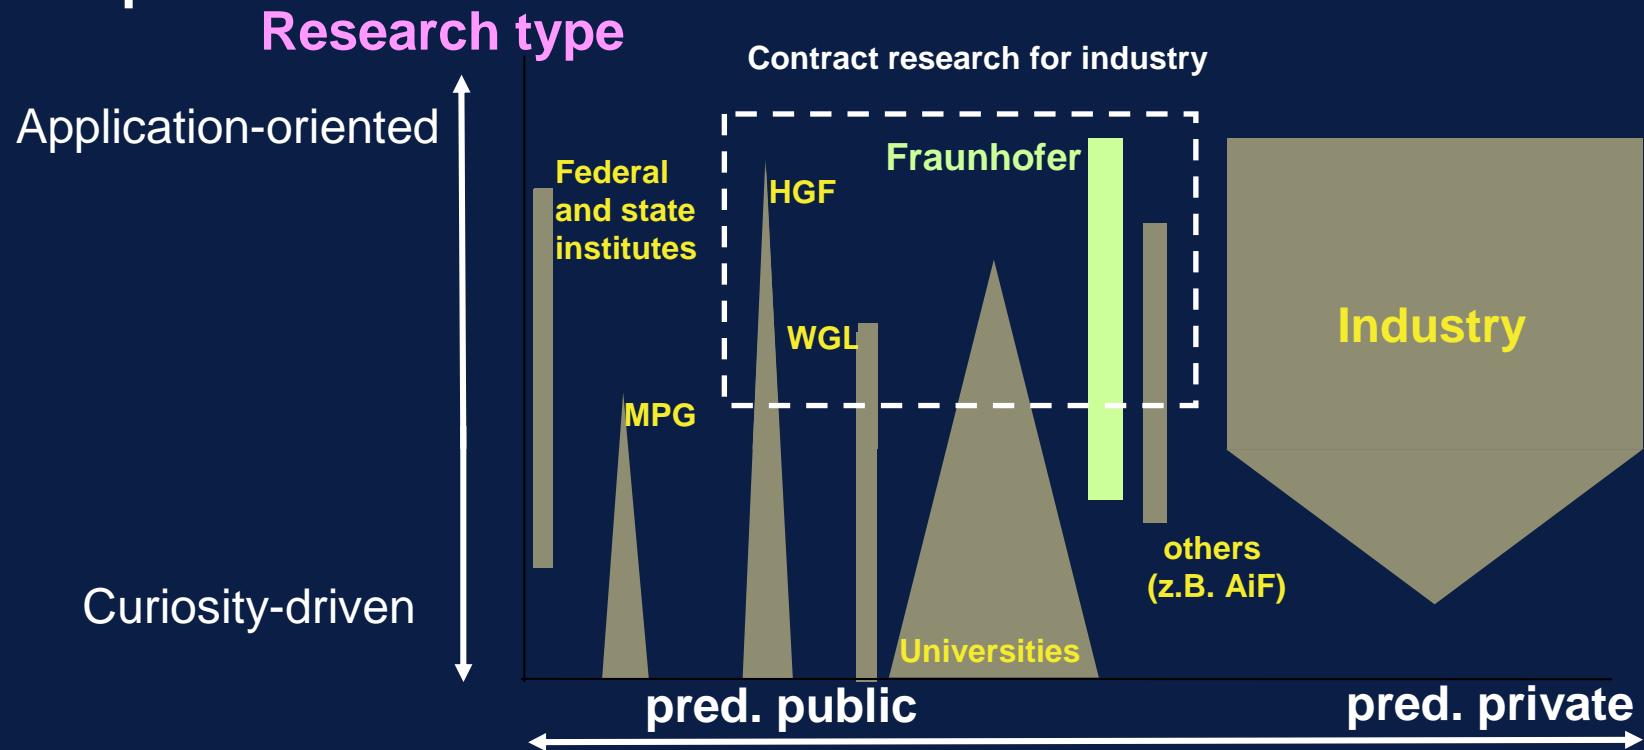 Research type
Contract research for industry
Application-oriented
Fraunhofer
Federal
and state
institutes
HGF
WGL
Industry
MPG
others
(z.B. AiF)
Curiosity-driven
Universities
pred. public
pred. private